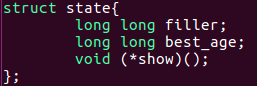 struct state{
        long long filler;
        long long best_age;
        void (*show)();
};